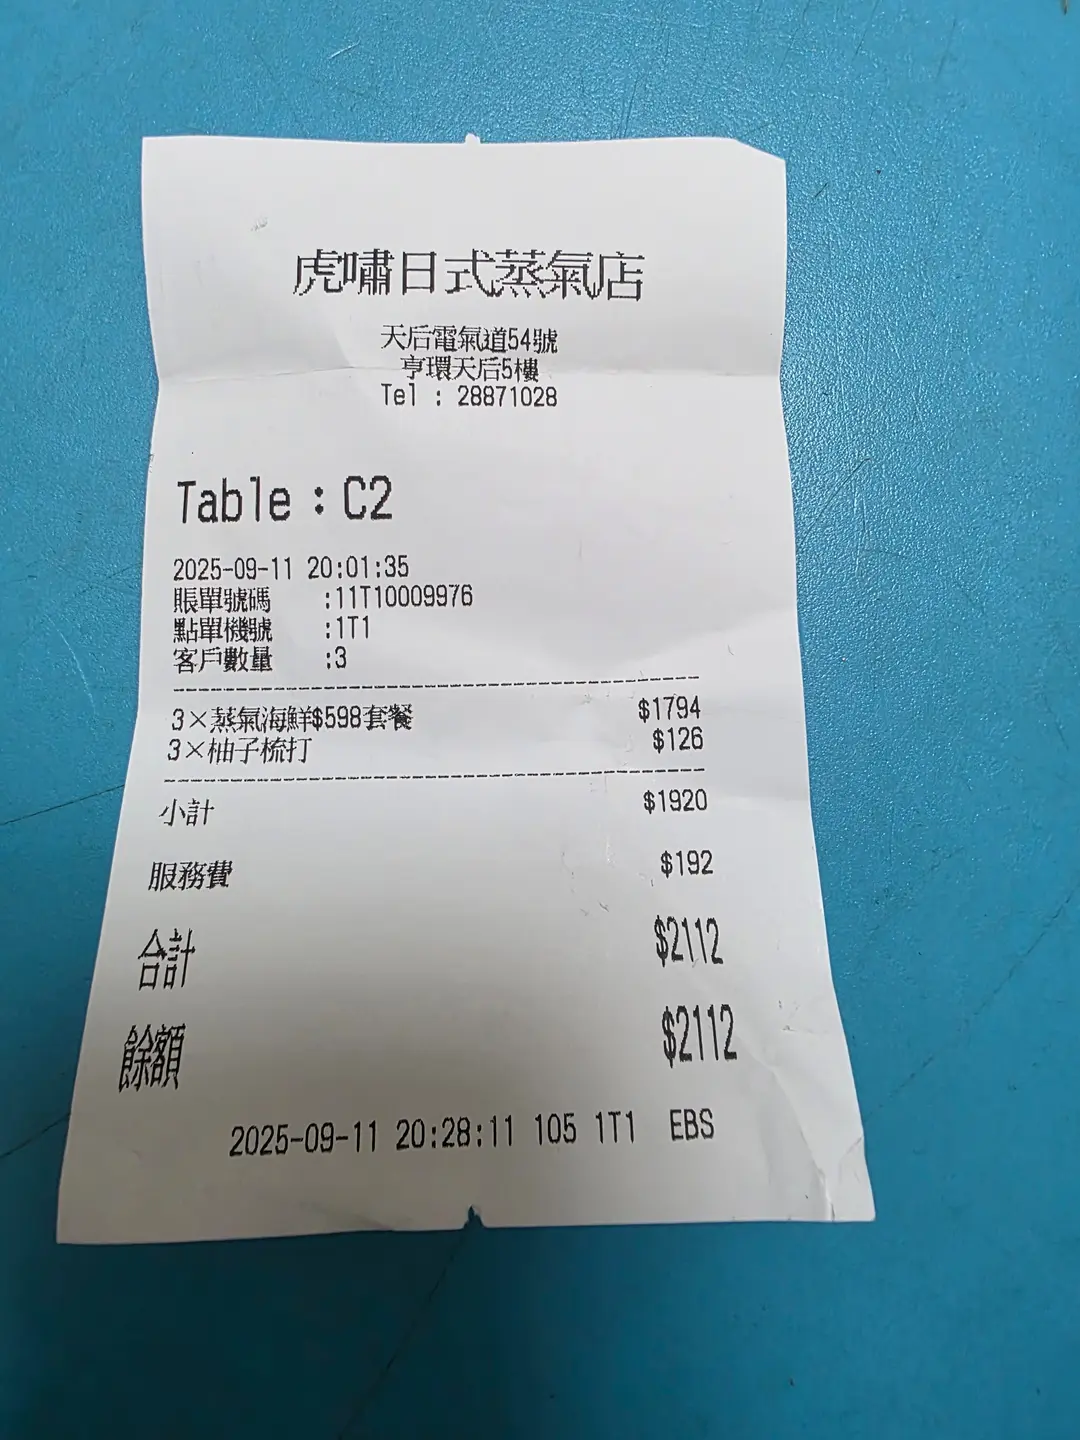 虎嘯日式蒸氣店
天后電氣道54號
亨環天后5樓
Tel : 28871028
Table : C2
2025-09-11 20:01:35
賬單號碼 :11T10009976
點單機號 :1T1
客戶數量 :3
3×蒸氣海鮮$598套餐 $1794
3×柚子梳打 $126
小計 $1920
服務費 $192
合計 $2112
餘額 $2112
2025-09-11 20:28:11 105 1T1 EBS